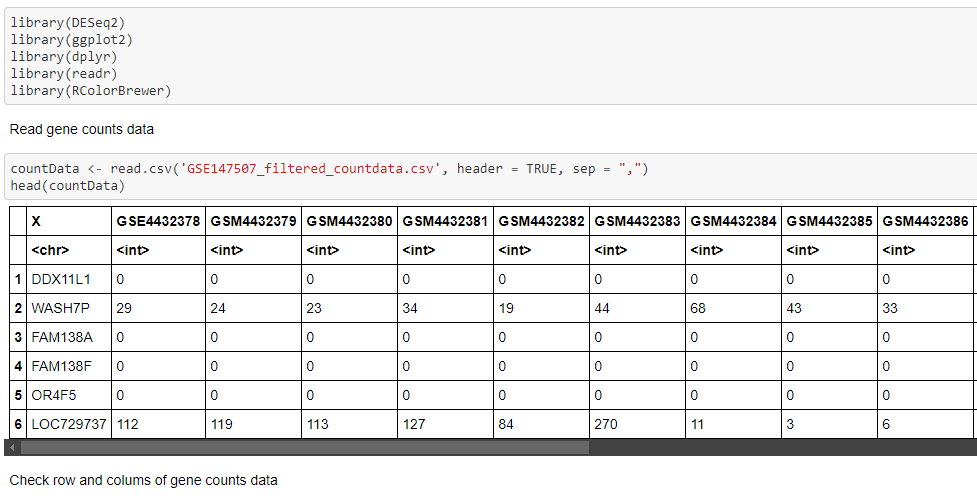 library(DESeq2)
library(ggplot2)
library(dplyr)
library(readr)
library(RColorBrewer)
Read gene counts data
countData <- read.csv('GSE147507_filtered_countdata.csv', header = TRUE, sep = ",")
head(countData)
X GSE4432378 GSM4432379 GSM4432380 GSM4432381 GSM4432382 GSM4432383 GSM4432384 GSM4432385 GSM4432386
<chr> <int> <int> <int> <int> <int> <int> <int> <int> <int>
1 DDX11L1 0 0 0 0 0 0 0 0 0
2 WASH7P 29 24 23 34 19 44 68 43 33
3 FAM138A 0 0 0 0 0 0 0 0 0
4 FAM138F 0 0 0 0 0 0 0 0 0
5 OR4F5 0 0 0 0 0 0 0 0 0
6 LOC729737 112 119 113 127 84 270 11 3 6
Check row and colums of gene counts data